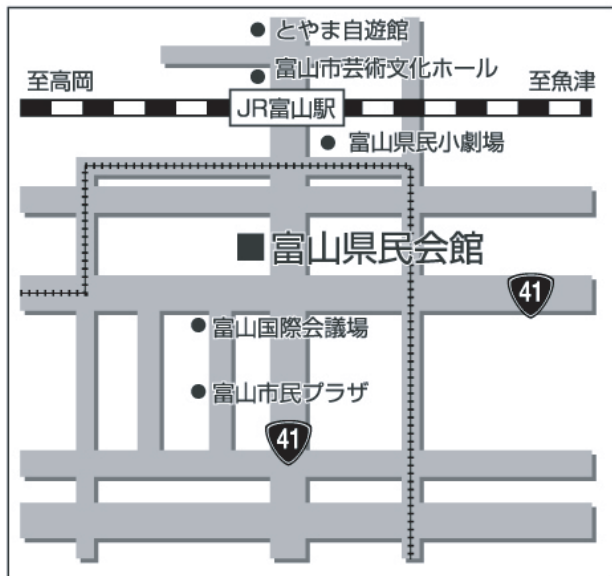 とやま自遊館
富山市芸術文化ホール
至高岡
至魚津
JR富山駅
富山県民小劇場
富山県民会館
41
富山国際会議場
富山市民プラザ
41